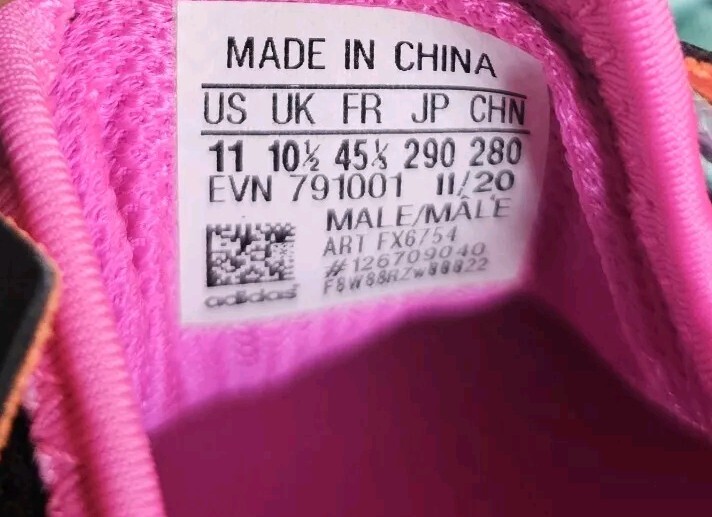 MADE IN CHINA
US UK FR JP CHN
11 10½ 45⅓ 290 280
EVN 791001 11/20
MALE/MÂLE
ART FX6754
#126709040
adidas